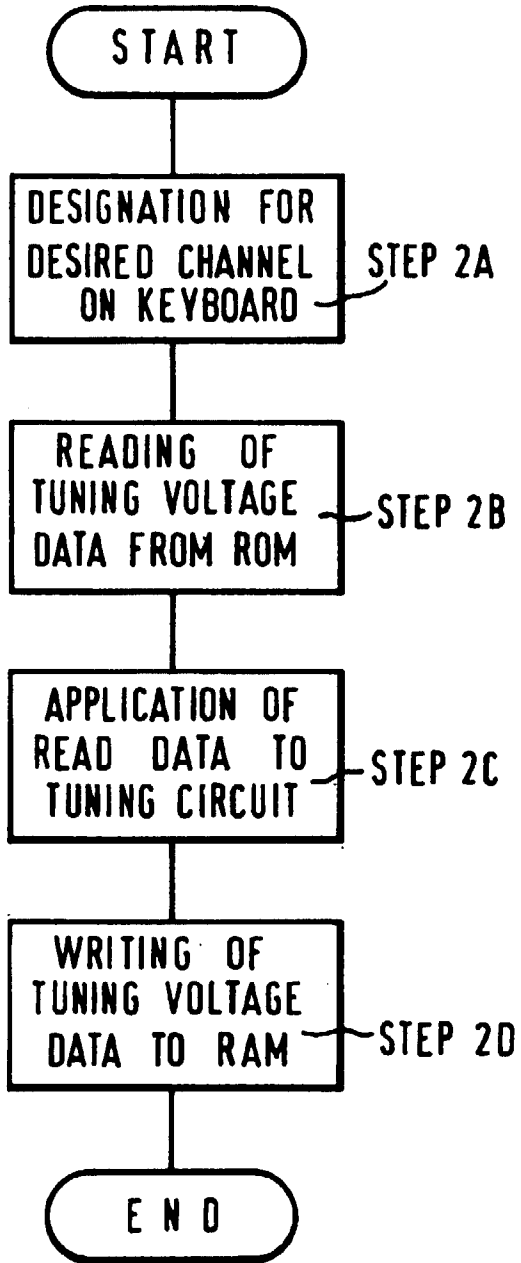 START
DESIGNATION FOR
DESIRED CHANNEL
ON KEYBOARD
STEP 2A
READING OF
TUNING VOLTAGE
DATA FROM ROM
STEP 2B
APPLICATION OF
READ DATA TO
TUNING CIRCUIT
STEP 2C
WRITING OF
TUNING VOLTAGE
DATA TO RAM
STEP 2D
END